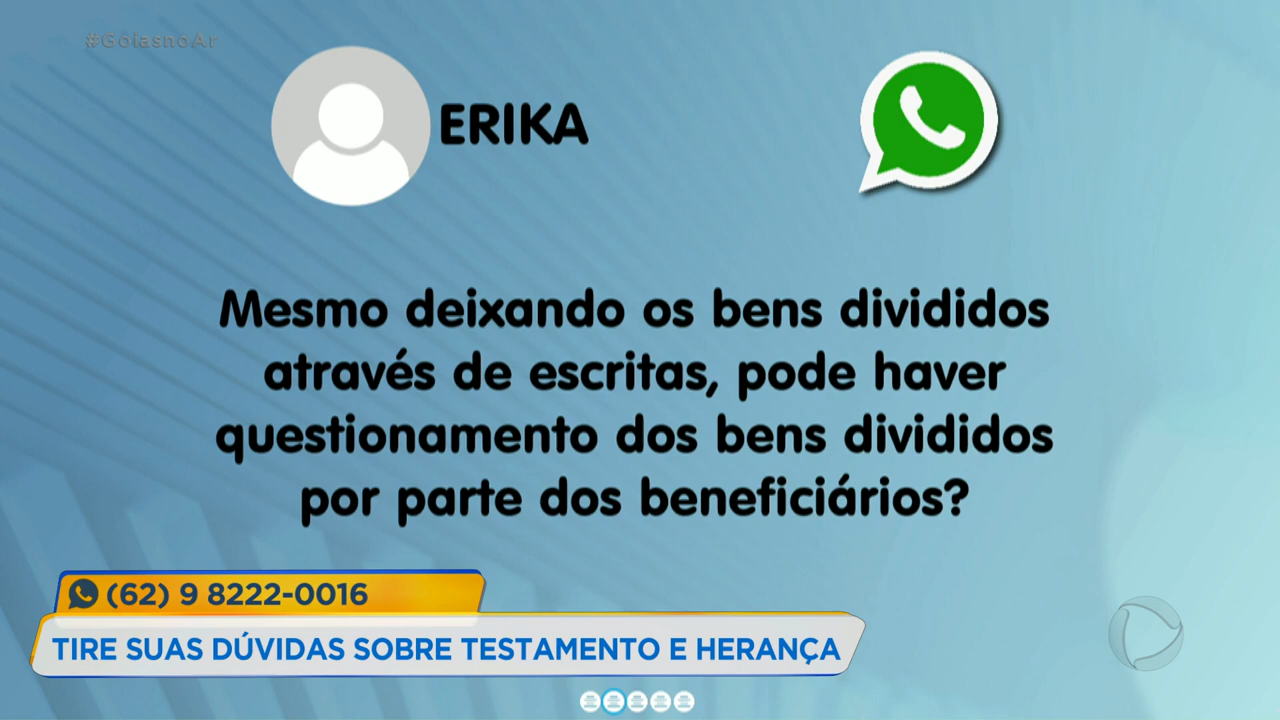 #GoiasnoAr
ERIKA
Mesmo deixando os bens divididos
através de escritas, pode haver
questionamento dos bens divididos
por parte dos beneficiários?
(62) 9 8222-0016
TIRE SUAS DÚVIDAS SOBRE TESTAMENTO E HERANÇA